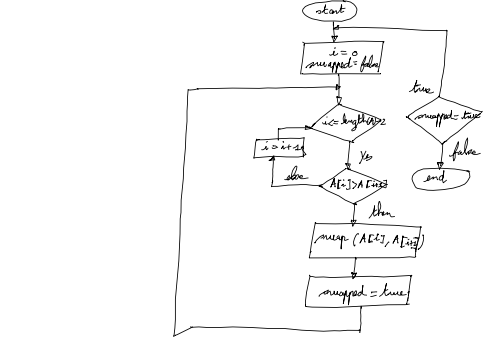 start
i = 0
swapped = false
true
i <= length(A)-2
swapped = true
i = i+1
yes
false
else
A[i]>A[i+1]
end
then
swap (A[i], A[i+1])
swapped = true